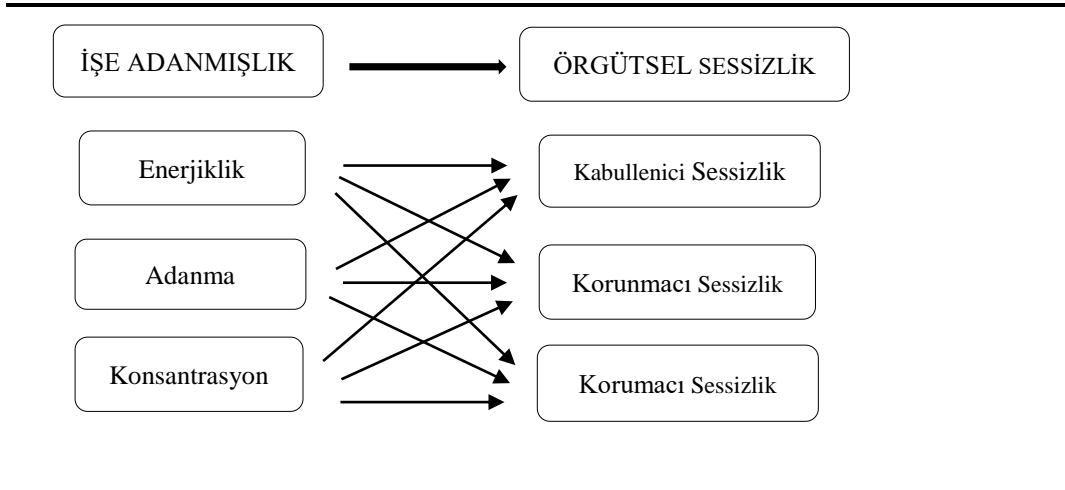 İŞE ADANMIŞLIK
ÖRGÜTSEL SESSİZLİK
Enerjiklik
Kabullenici Sessizlik
Adanma
Korunmacı Sessizlik
Konsantrasyon
Korumacı Sessizlik